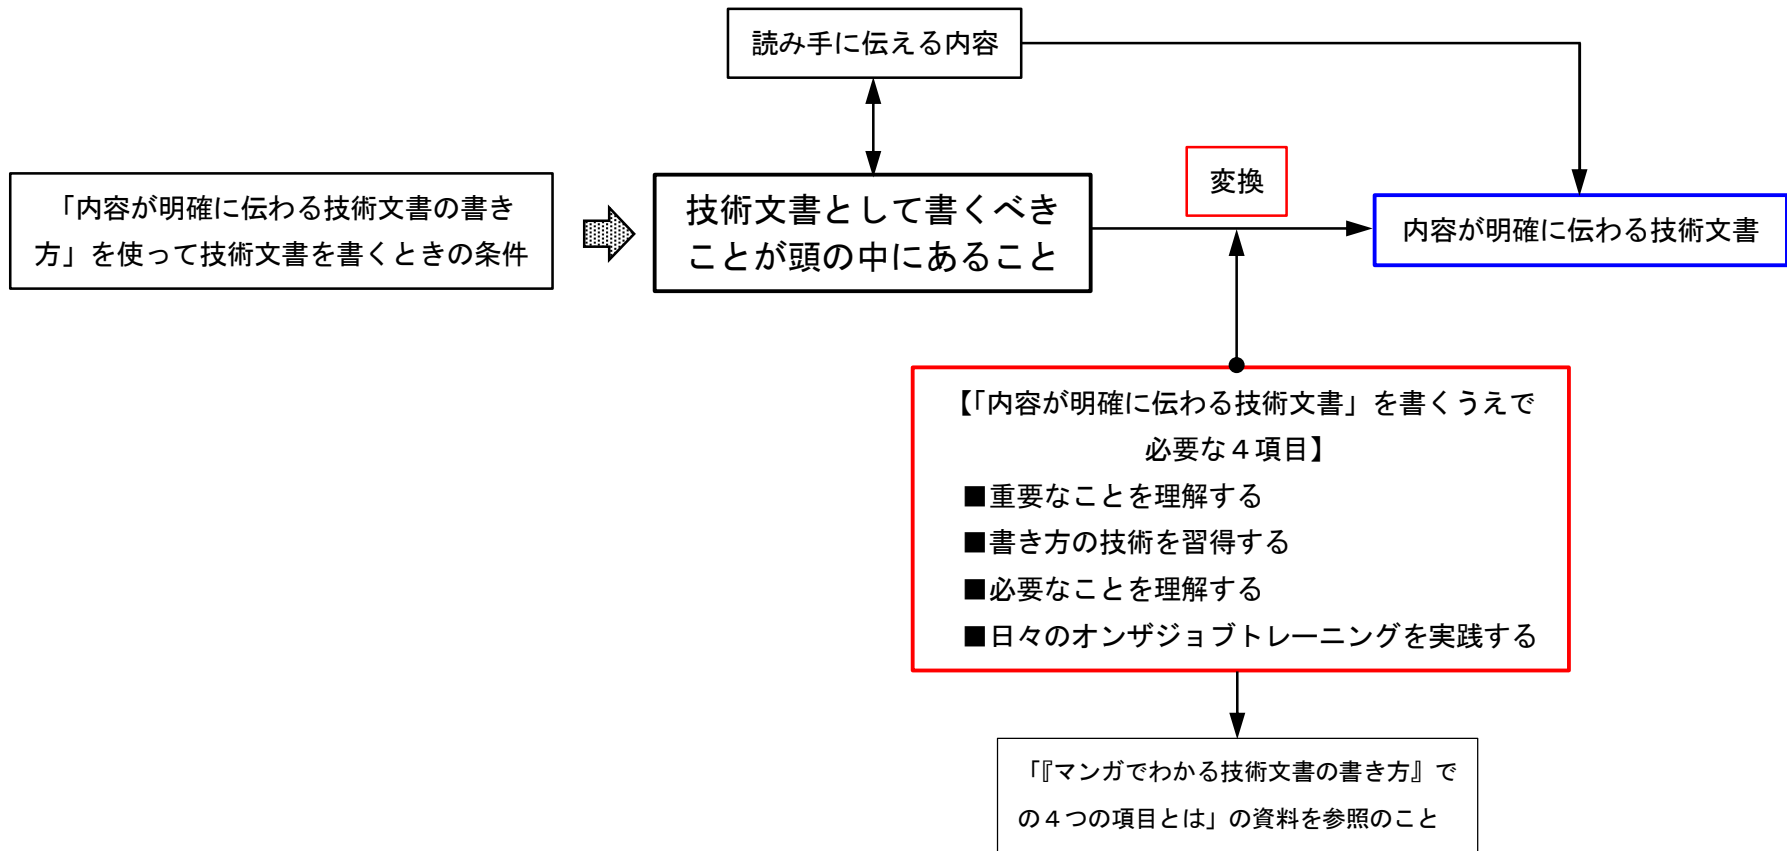 読み手に伝える内容
「内容が明確に伝わる技術文書の書き
方」を使って技術文書を書くときの条件
技術文書として書くべき
ことが頭の中にあること
変換
内容が明確に伝わる技術文書
【「内容が明確に伝わる技術文書」を書くうえで
必要な４項目】
■重要なことを理解する
■書き方の技術を習得する
■必要なことを理解する
■日々のオンザジョブトレーニングを実践する
「『マンガでわかる技術文書の書き方』で
の４つの項目とは」の資料を参照のこと